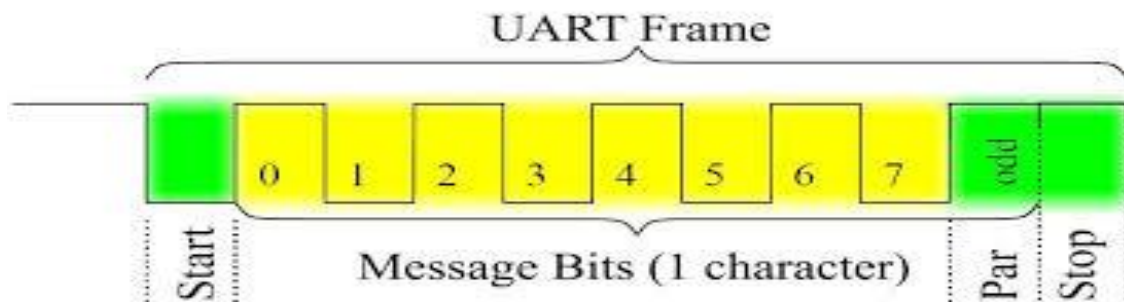 UART Frame
0 1 2 3 4 5 6 7 odd
Start
Message Bits (1 character)
Par
Stop